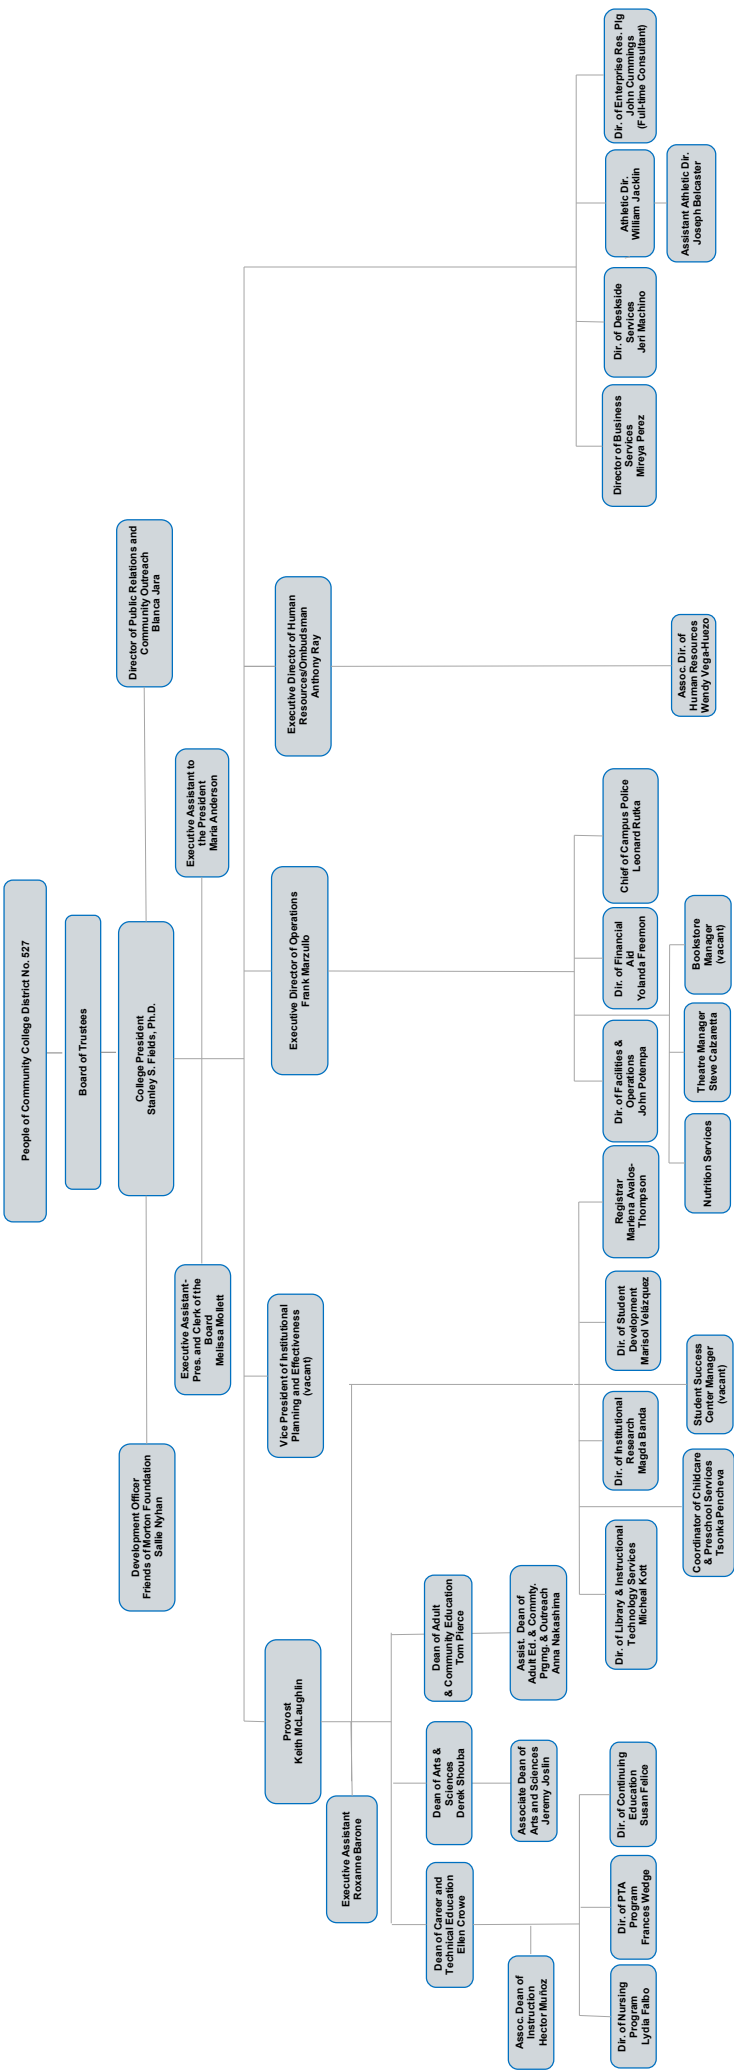 People of Community College District No. 527
Board of Trustees
Development Officer
Friends of Morton Foundation
Sallie Nyhan
College President
Stanley S. Fields, Ph.D.
Director of Public Relations and
Community Outreach
Blanca Jara
Executive Assistant-
Pres. and Clerk of the
Board
Melissa Mollett
Executive Assistant to
the President
Maria Anderson
Provost
Keith McLaughlin
Vice President of Institutional
Planning and Effectiveness
(vacant)
Executive Director of Operations
Frank Marzullo
Executive Director of Human
Resources/Ombudsman
Anthony Ray
Executive Assistant
Roxanne Barone
Dean of Career and
Technical Education
Ellen Crowe
Dean of Arts &
Sciences
Derek Shouba
Dean of Adult
& Community Education
Tom Pierce
Assoc. Dean of
Instruction
Hector Muñoz
Associate Dean of
Arts and Sciences
Jeremy Joslin
Assist. Dean of
Adult Ed. & Commty.
Prgmg. & Outreach
Anna Nakashima
Dir. of Nursing
Program
Lydia Falbo
Dir. of PTA
Program
Frances Wedge
Dir. of Continuing
Education
Susan Felice
Dir. of Library & Instructional
Technology Services
Micheal Kott
Dir. of Institutional
Research
Magda Banda
Dir. of Student
Development
Marisol Velázquez
Registrar
Marlena Avalos-
Thompson
Dir. of Facilities &
Operations
John Potempa
Dir. of Financial
Aid
Yolanda Freemon
Chief of Campus Police
Leonard Rutka
Director of Business
Services
Mireya Perez
Dir. of Deskside
Services
Jeri Machino
Athletic Dir.
William Jacklin
Dir. of Enterprise Res. Plg
John Cummings
(Full-time Consultant)
Coordinator of Childcare
& Preschool Services
Tsonka Pencheva
Student Success
Center Manager
(vacant)
Nutrition Services
Theatre Manager
Steve Calzaretta
Bookstore
Manager
(vacant)
Assoc. Dir. of
Human Resources
Wendy Vega-Huezo
Assistant Athletic Dir.
Joseph Belcaster